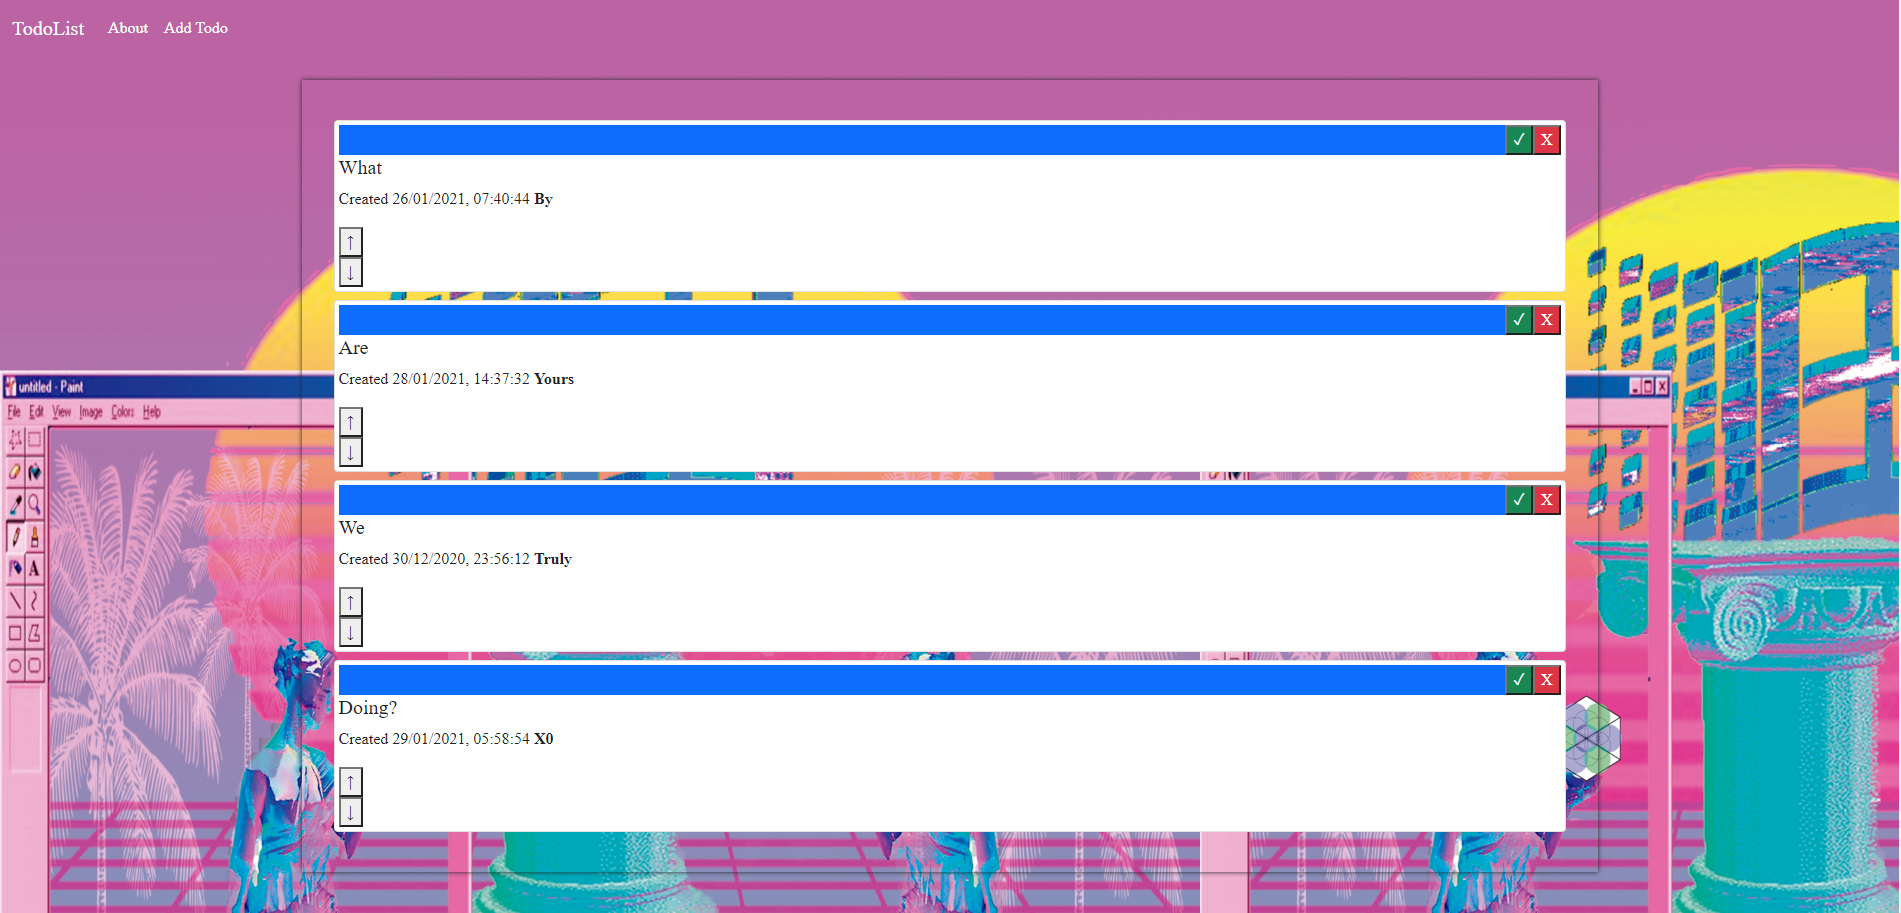 TodoList About Add Todo
✓ X
What
Created 26/01/2021, 07:40:44 By
↑
↓
✓ X
Are
Created 28/01/2021, 14:37:32 Yours
↑
↓
untitled - Paint
File Edit View Image Colors Help
✓ X
We
Created 30/12/2020, 23:56:12 Truly
↑
↓
A
✓ X
Doing?
Created 29/01/2021, 05:58:54 X0
↑
↓